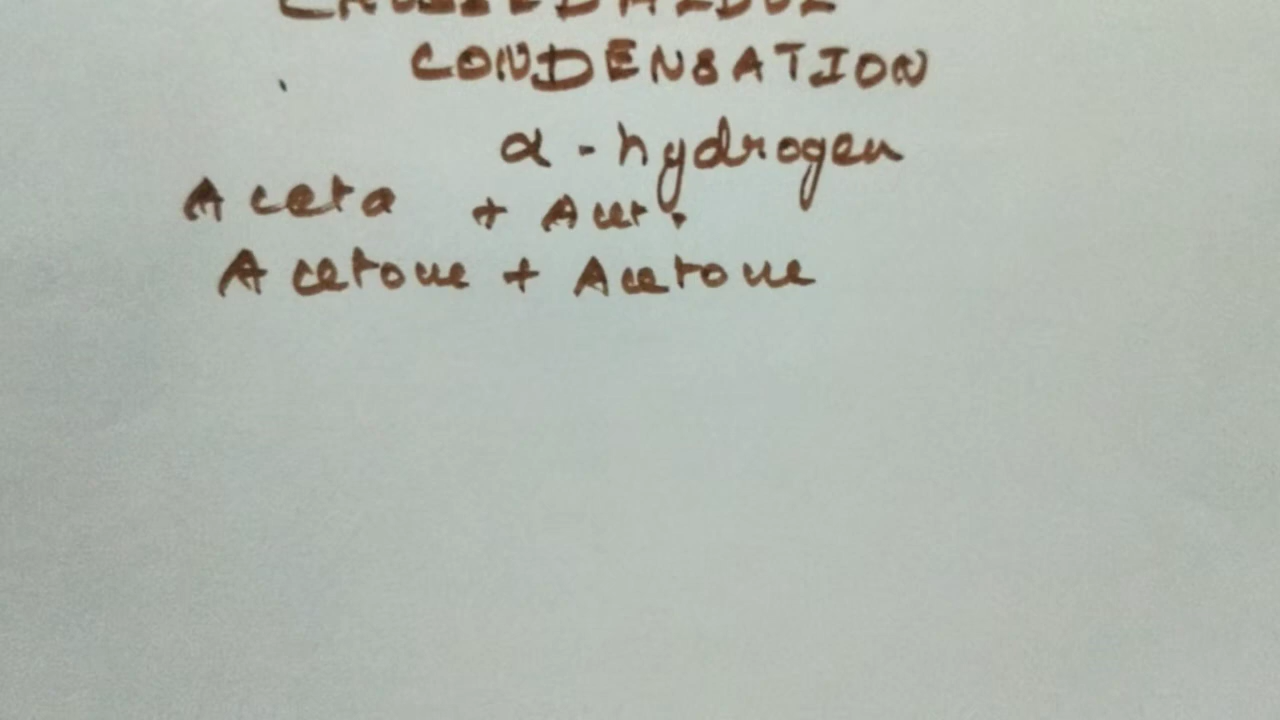 CONDENSATION
α - hydrogen
Aceta + Acet.
Acetone + Acetone